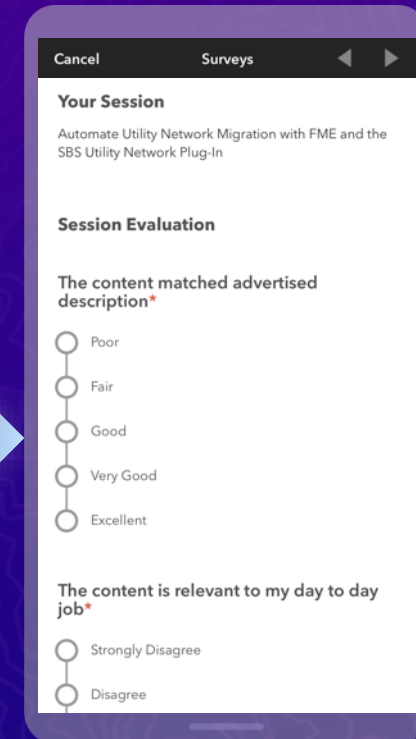 Cancel Surveys
Your Session
Automate Utility Network Migration with FME and the
SBS Utility Network Plug-In
Session Evaluation
The content matched advertised
description*
Poor
Fair
Good
Very Good
Excellent
The content is relevant to my day to day
job*
Strongly Disagree
Disagree